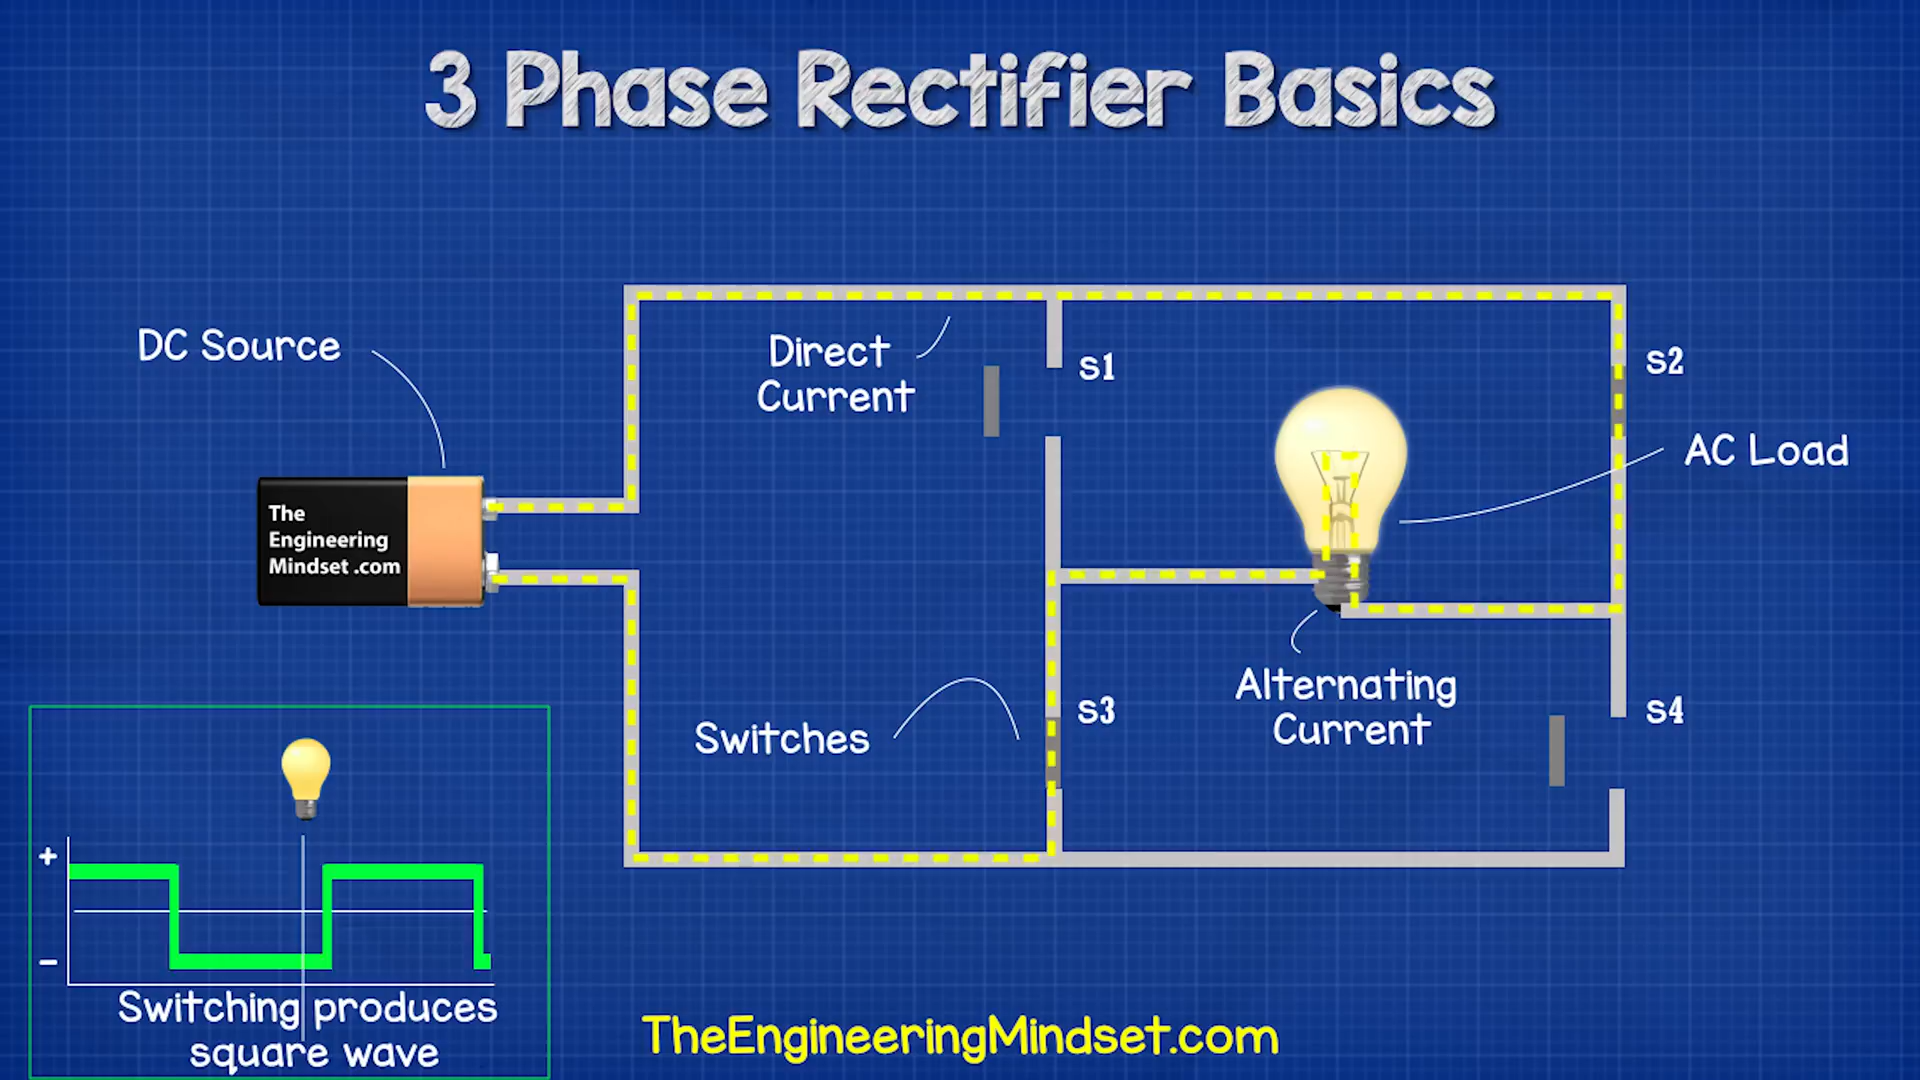 3 Phase Rectifier Basics
DC Source
Direct
Current
S1
S2
AC Load
The
Engineering
Mindset .com
Switches
S3
Alternating
Current
S4
+
−
Switching produces
square wave
TheEngineeringMindset.com